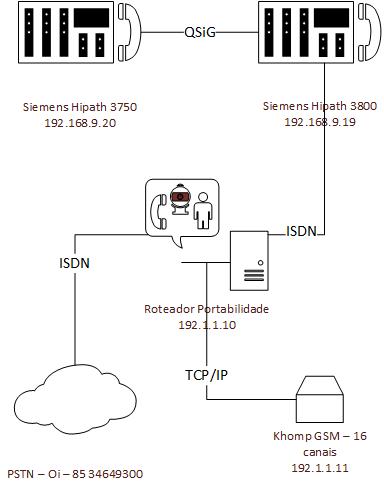 QSiG
Siemens Hipath 3750
192.168.9.20
Siemens Hipath 3800
192.168.9.19
ISDN
ISDN
Roteador Portabilidade
192.1.1.10
TCP/IP
Khomp GSM – 16
canais
192.1.1.11
PSTN – Oi – 85 34649300